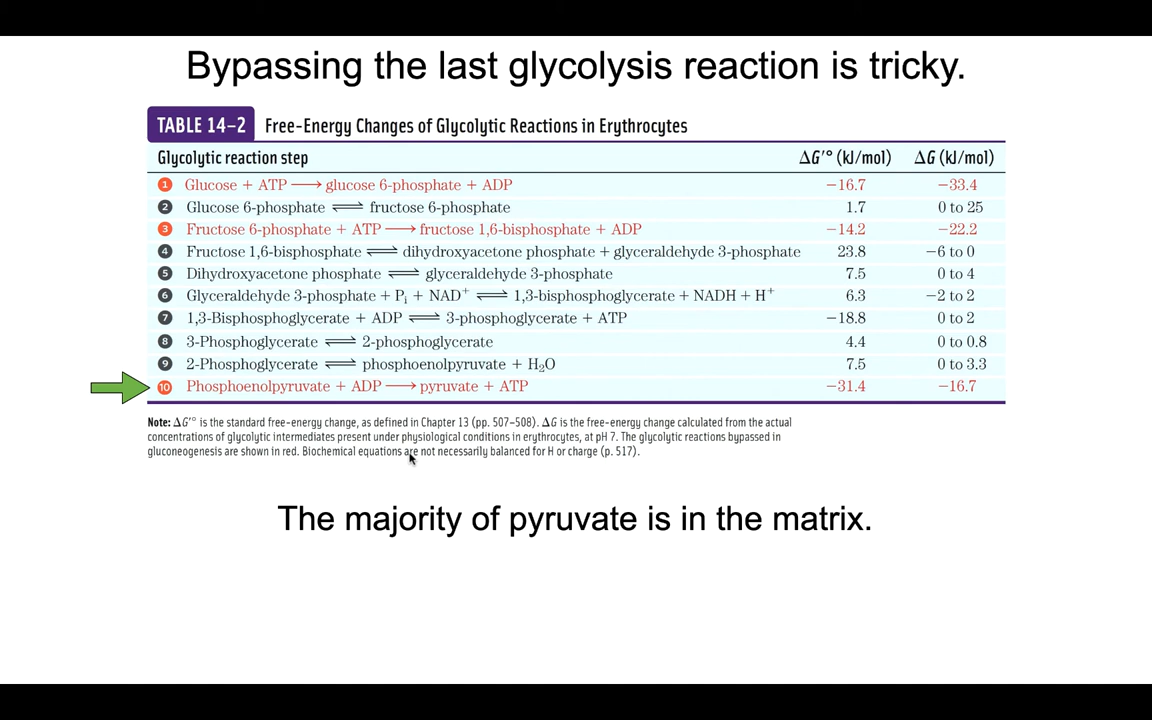 Bypassing the last glycolysis reaction is tricky.
TABLE 14–2 Free-Energy Changes of Glycolytic Reactions in Erythrocytes
Glycolytic reaction step ΔG′° (kJ/mol) ΔG (kJ/mol)
1 Glucose + ATP ⟶ glucose 6-phosphate + ADP −16.7 −33.4
2 Glucose 6-phosphate ⇌ fructose 6-phosphate 1.7 0 to 25
3 Fructose 6-phosphate + ATP ⟶ fructose 1,6-bisphosphate + ADP −14.2 −22.2
4 Fructose 1,6-bisphosphate ⇌ dihydroxyacetone phosphate + glyceraldehyde 3-phosphate 23.8 −6 to 0
5 Dihydroxyacetone phosphate ⇌ glyceraldehyde 3-phosphate 7.5 0 to 4
6 Glyceraldehyde 3-phosphate + Pᵢ + NAD⁺ ⇌ 1,3-bisphosphoglycerate + NADH + H⁺ 6.3 −2 to 2
7 1,3-Bisphosphoglycerate + ADP ⇌ 3-phosphoglycerate + ATP −18.8 0 to 2
8 3-Phosphoglycerate ⇌ 2-phosphoglycerate 4.4 0 to 0.8
9 2-Phosphoglycerate ⇌ phosphoenolpyruvate + H₂O 7.5 0 to 3.3
10 Phosphoenolpyruvate + ADP ⟶ pyruvate + ATP −31.4 −16.7
Note: ΔG′° is the standard free-energy change, as defined in Chapter 13 (pp. 507–508). ΔG is the free-energy change calculated from the actual
concentrations of glycolytic intermediates present under physiological conditions in erythrocytes, at pH 7. The glycolytic reactions bypassed in
gluconeogenesis are shown in red. Biochemical equations are not necessarily balanced for H or charge (p. 517).
The majority of pyruvate is in the matrix.